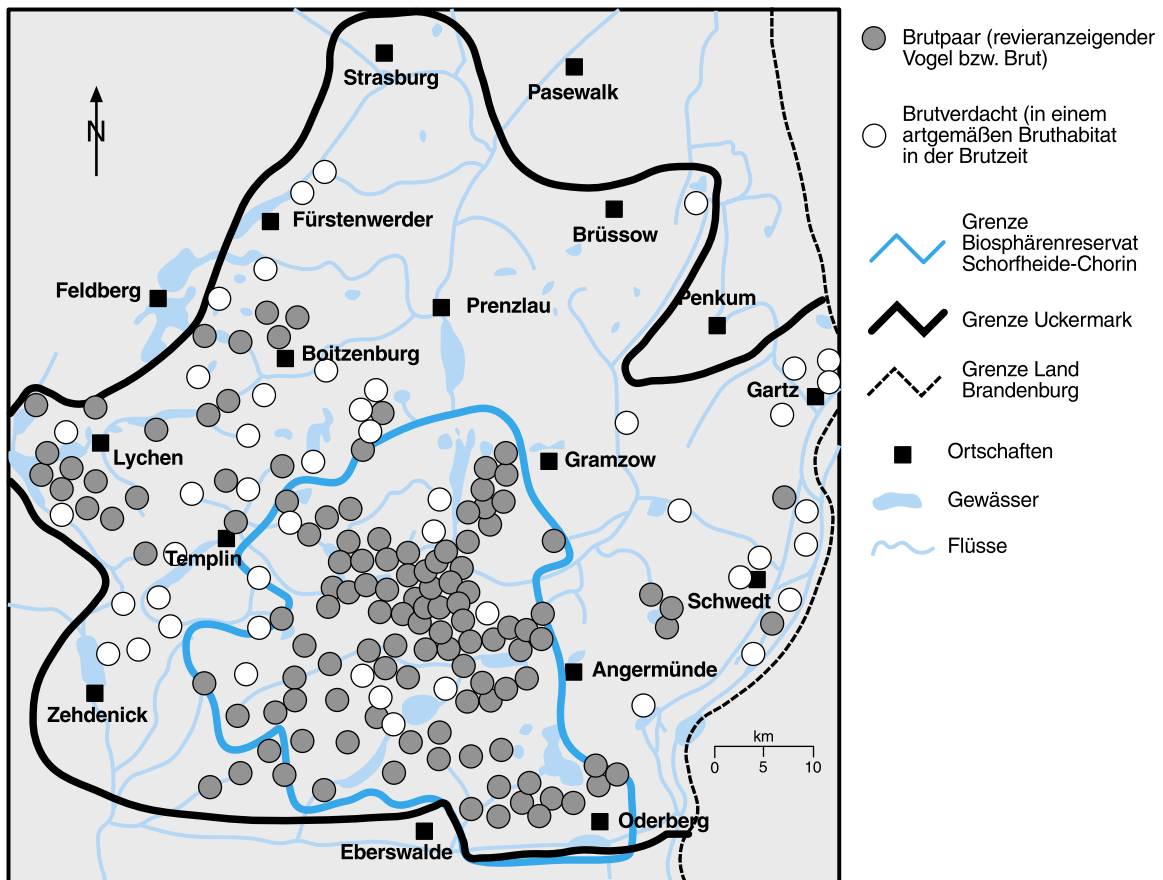 Strasburg
Pasewalk
N
Fürstenwerder
Brüssow
Feldberg
Prenzlau
Penkum
Boitzenburg
Gartz
Lychen
Gramzow
Templin
Schwedt
Angermünde
Zehdenick
km
0 5 10
Oderberg
Eberswalde
Brutpaar (revieranzeigender
Vogel bzw. Brut)
Brutverdacht (in einem
artgemäßen Bruthabitat
in der Brutzeit
Grenze
Biosphärenreservat
Schorfheide-Chorin
Grenze Uckermark
Grenze Land
Brandenburg
Ortschaften
Gewässer
Flüsse